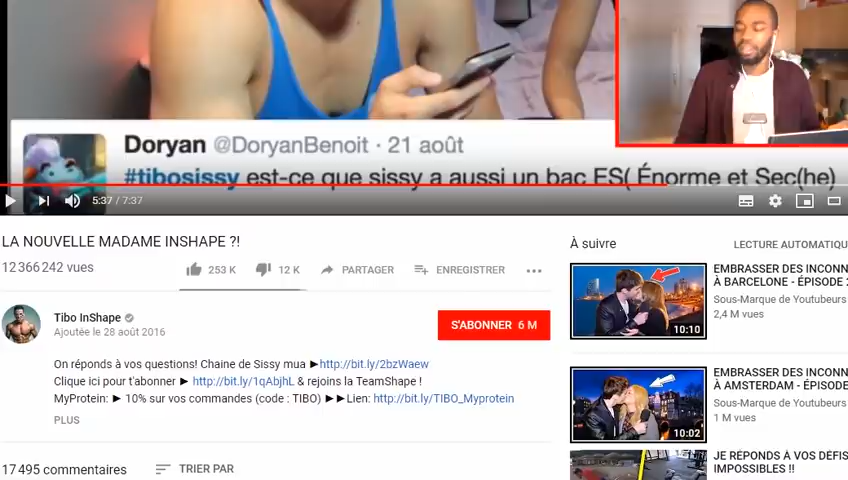 Doryan @DoryanBenoit · 21 août
#tibosissy est-ce que sissy a aussi un bac ES( Énorme et Sec(he)
5:37 / 7:37
LA NOUVELLE MADAME INSHAPE ?!
12 366 242 vues
253 K
12 K
PARTAGER
ENREGISTRER
Tibo InShape
Ajoutée le 28 août 2016
S'ABONNER 6 M
On réponds à vos questions! Chaine de Sissy mua ►http://bit.ly/2bzWaew
Clique ici pour t'abonner ► http://bit.ly/1qAbjhL & rejoins la TeamShape !
MyProtein: ► 10% sur vos commandes (code : TIBO) ►►Lien: http://bit.ly/TIBO_Myprotein
PLUS
17 495 commentaires
TRIER PAR
À suivre
LECTURE AUTOMATIQU
EMBRASSER DES INCONN
À BARCELONE - ÉPISODE
Sous-Marque de Youtubeurs
2,4 M vues
10:10
EMBRASSER DES INCONN
À AMSTERDAM - ÉPISODE
Sous-Marque de Youtubeurs
1 M vues
10:02
JE RÉPONDS À VOS DÉFIS
IMPOSSIBLES !!